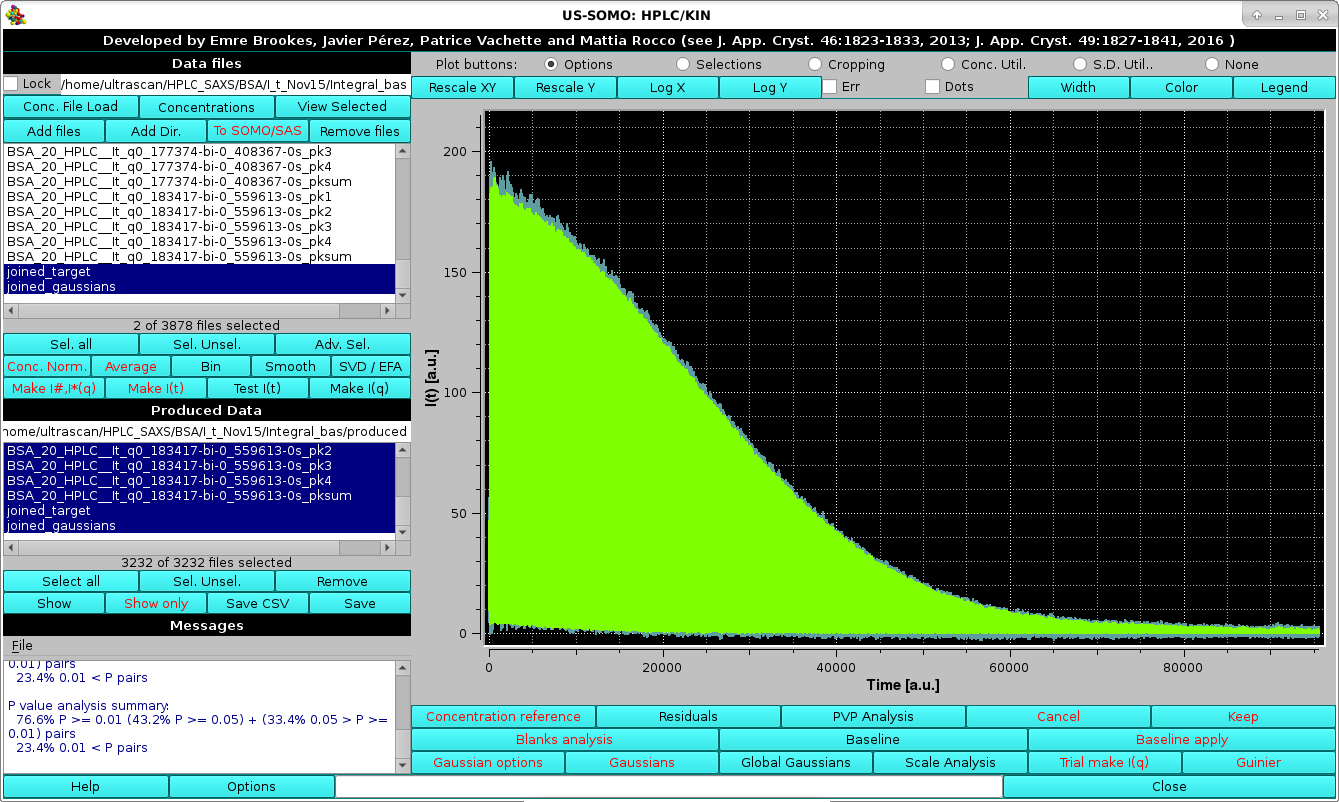 US-SOMO: HPLC/KIN
Developed by Emre Brookes, Javier Pérez, Patrice Vachette and Mattia Rocco (see J. App. Cryst. 46:1823-1833, 2013; J. App. Cryst. 49:1827-1841, 2016 )
Data files
Lock /home/ultrascan/HPLC_SAXS/BSA/I_t_Nov15/Integral_bas
Conc. File Load Concentrations View Selected
Add files Add Dir. To SOMO/SAS Remove files
BSA_20_HPLC__It_q0_177374-bi-0_408367-0s_pk3
BSA_20_HPLC__It_q0_177374-bi-0_408367-0s_pk4
BSA_20_HPLC__It_q0_177374-bi-0_408367-0s_pksum
BSA_20_HPLC__It_q0_183417-bi-0_559613-0s_pk1
BSA_20_HPLC__It_q0_183417-bi-0_559613-0s_pk2
BSA_20_HPLC__It_q0_183417-bi-0_559613-0s_pk3
BSA_20_HPLC__It_q0_183417-bi-0_559613-0s_pk4
BSA_20_HPLC__It_q0_183417-bi-0_559613-0s_pksum
joined_target
joined_gaussians
2 of 3878 files selected
Sel. all Sel. Unsel. Adv. Sel.
Conc. Norm. Average Bin Smooth SVD / EFA
Make I#,I*(q) Make I(t) Test I(t) Make I(q)
Produced Data
home/ultrascan/HPLC_SAXS/BSA/I_t_Nov15/Integral_bas/produced
BSA_20_HPLC__It_q0_183417-bi-0_559613-0s_pk2
BSA_20_HPLC__It_q0_183417-bi-0_559613-0s_pk3
BSA_20_HPLC__It_q0_183417-bi-0_559613-0s_pk4
BSA_20_HPLC__It_q0_183417-bi-0_559613-0s_pksum
joined_target
joined_gaussians
3232 of 3232 files selected
Select all Sel. Unsel. Remove
Show Show only Save CSV Save
Messages
File
0.01) pairs
23.4% 0.01 < P pairs
P value analysis summary:
76.6% P >= 0.01 (43.2% P >= 0.05) + (33.4% 0.05 > P >=
0.01) pairs
23.4% 0.01 < P pairs
Help Options
Plot buttons: Options Selections Cropping Conc. Util. S.D. Util.. None
Rescale XY Rescale Y Log X Log Y Err Dots Width Color Legend
200
150
100
50
0
I(t) [a.u.]
0 20000 40000 60000 80000
Time [a.u.]
Concentration reference Residuals PVP Analysis Cancel Keep
Blanks analysis Baseline Baseline apply
Gaussian options Gaussians Global Gaussians Scale Analysis Trial make I(q) Guinier
Close